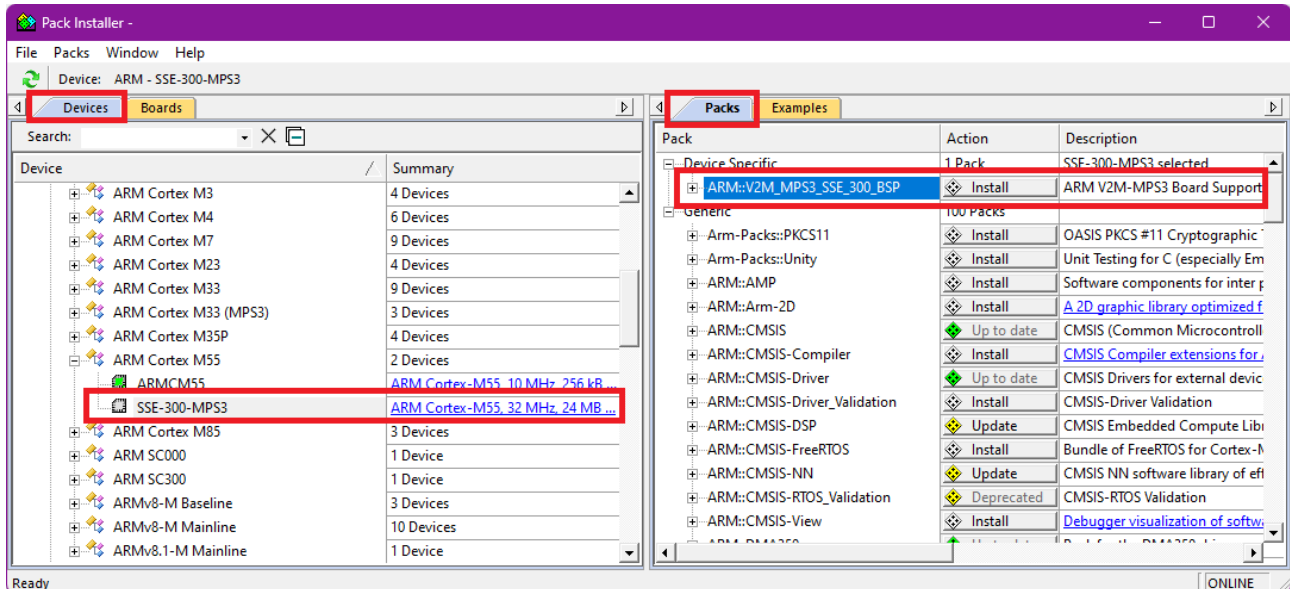 Pack Installer -
File Packs Window Help
Device: ARM - SSE-300-MPS3
Devices Boards
Search:
Device Summary
ARM Cortex M3 4 Devices
ARM Cortex M4 6 Devices
ARM Cortex M7 9 Devices
ARM Cortex M23 4 Devices
ARM Cortex M33 9 Devices
ARM Cortex M33 (MPS3) 3 Devices
ARM Cortex M35P 4 Devices
ARM Cortex M55 2 Devices
ARMCM55 ARM Cortex-M55, 10 MHz, 256 kB ...
SSE-300-MPS3 ARM Cortex-M55, 32 MHz, 24 MB ...
ARM Cortex M85 3 Devices
ARM SC000 1 Device
ARM SC300 1 Device
ARMv8-M Baseline 3 Devices
ARMv8-M Mainline 10 Devices
ARMv8.1-M Mainline 1 Device
Packs Examples
Pack Action Description
Device Specific 1 Pack SSE-300-MPS3 selected
ARM::V2M_MPS3_SSE_300_BSP Install ARM V2M-MPS3 Board Support
Generic 100 Packs
Arm-Packs::PKCS11 Install OASIS PKCS #11 Cryptographic
Arm-Packs::Unity Install Unit Testing for C (especially Em
ARM::AMP Install Software components for inter p
ARM::Arm-2D Install A 2D graphic library optimized f
ARM::CMSIS Up to date CMSIS (Common Microcontroll
ARM::CMSIS-Compiler Install CMSIS Compiler extensions for
ARM::CMSIS-Driver Up to date CMSIS Drivers for external devic
ARM::CMSIS-Driver_Validation Install CMSIS-Driver Validation
ARM::CMSIS-DSP Update CMSIS Embedded Compute Lib
ARM::CMSIS-FreeRTOS Install Bundle of FreeRTOS for Cortex-M
ARM::CMSIS-NN Update CMSIS NN software library of eff
ARM::CMSIS-RTOS_Validation Deprecated CMSIS-RTOS Validation
ARM::CMSIS-View Install Debugger visualization of softw
Ready ONLINE